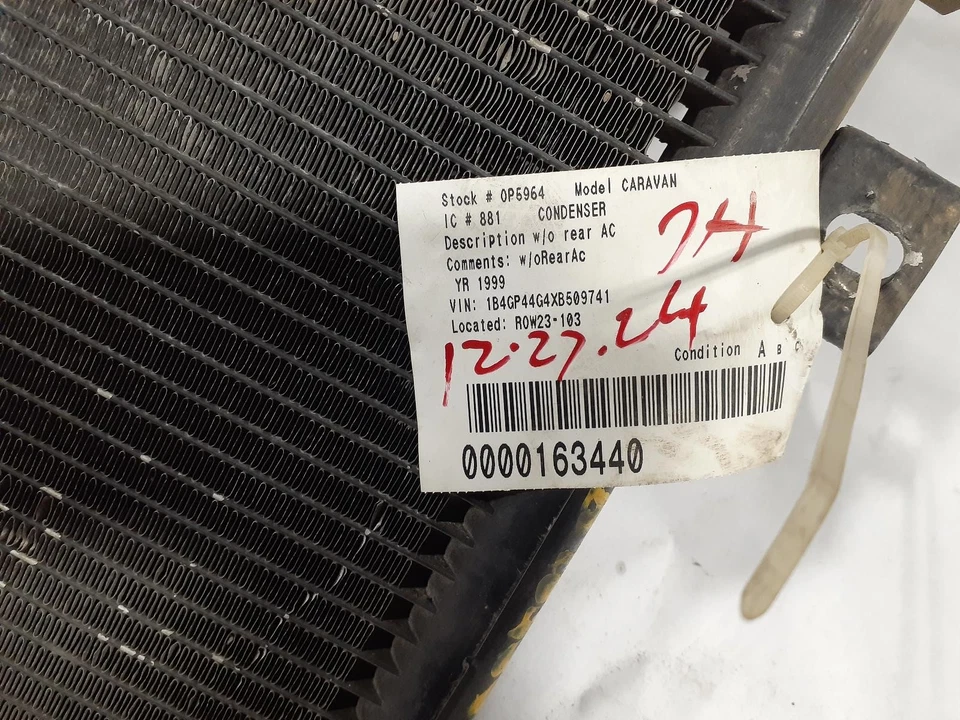 Stock # OP5964 Model CARAVAN
IC # 881 CONDENSER
Description w/o rear AC
Comments: w/oRearAc
YR 1999
VIN: 1B4GP44G4XB509741
Located: ROW23-103
12.27.24
Condition A B C
0000163440